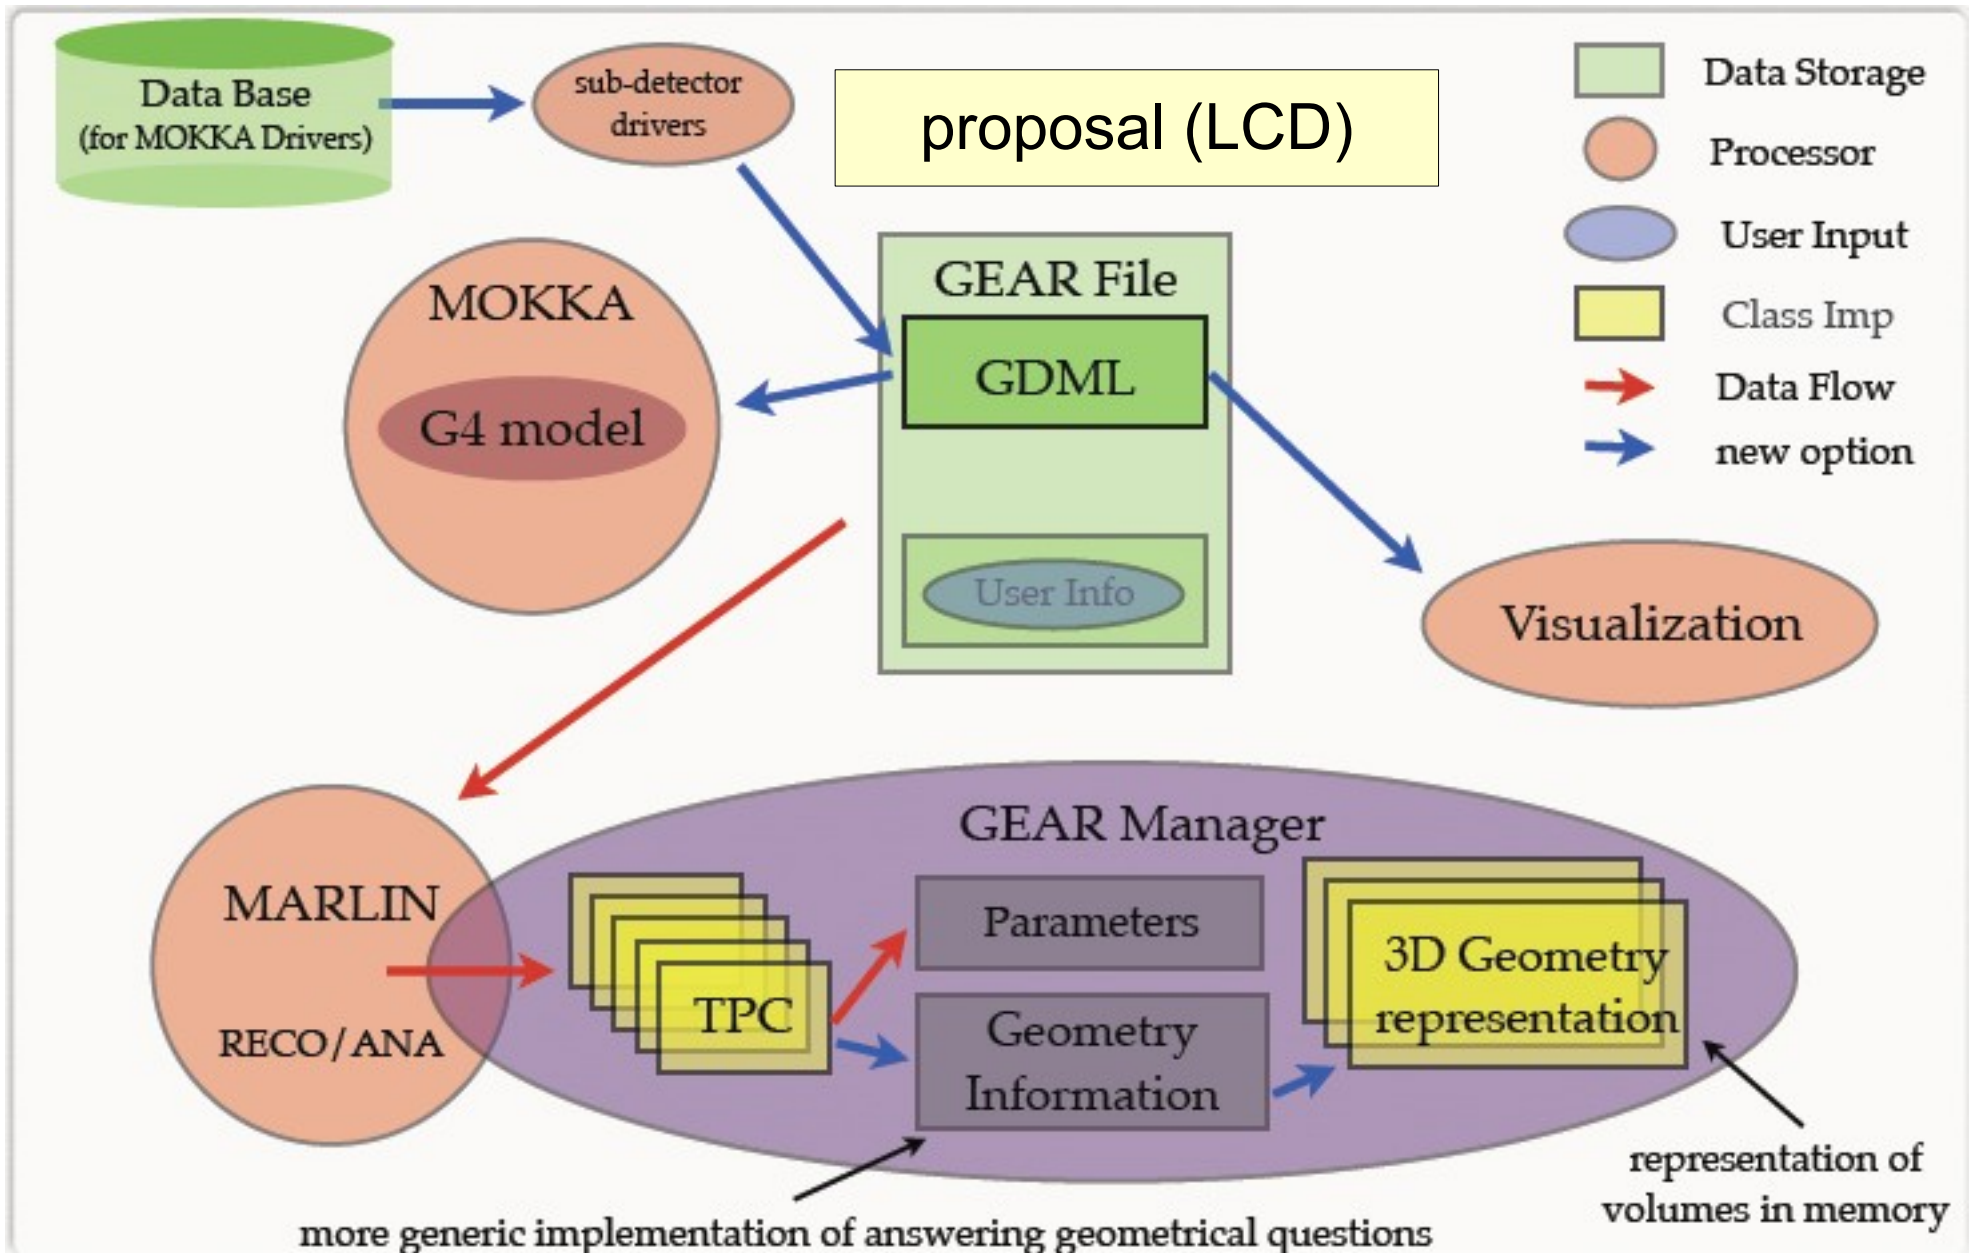 Data Base
(for MOKKA Drivers)
sub-detector
drivers
proposal (LCD)
Data Storage
Processor
User Input
Class Imp
Data Flow
new option
MOKKA
G4 model
GEAR File
GDML
User Info
Visualization
MARLIN
RECO/ANA
GEAR Manager
TPC
Parameters
Geometry
Information
3D Geometry
representation
representation of
volumes in memory
more generic implementation of answering geometrical questions